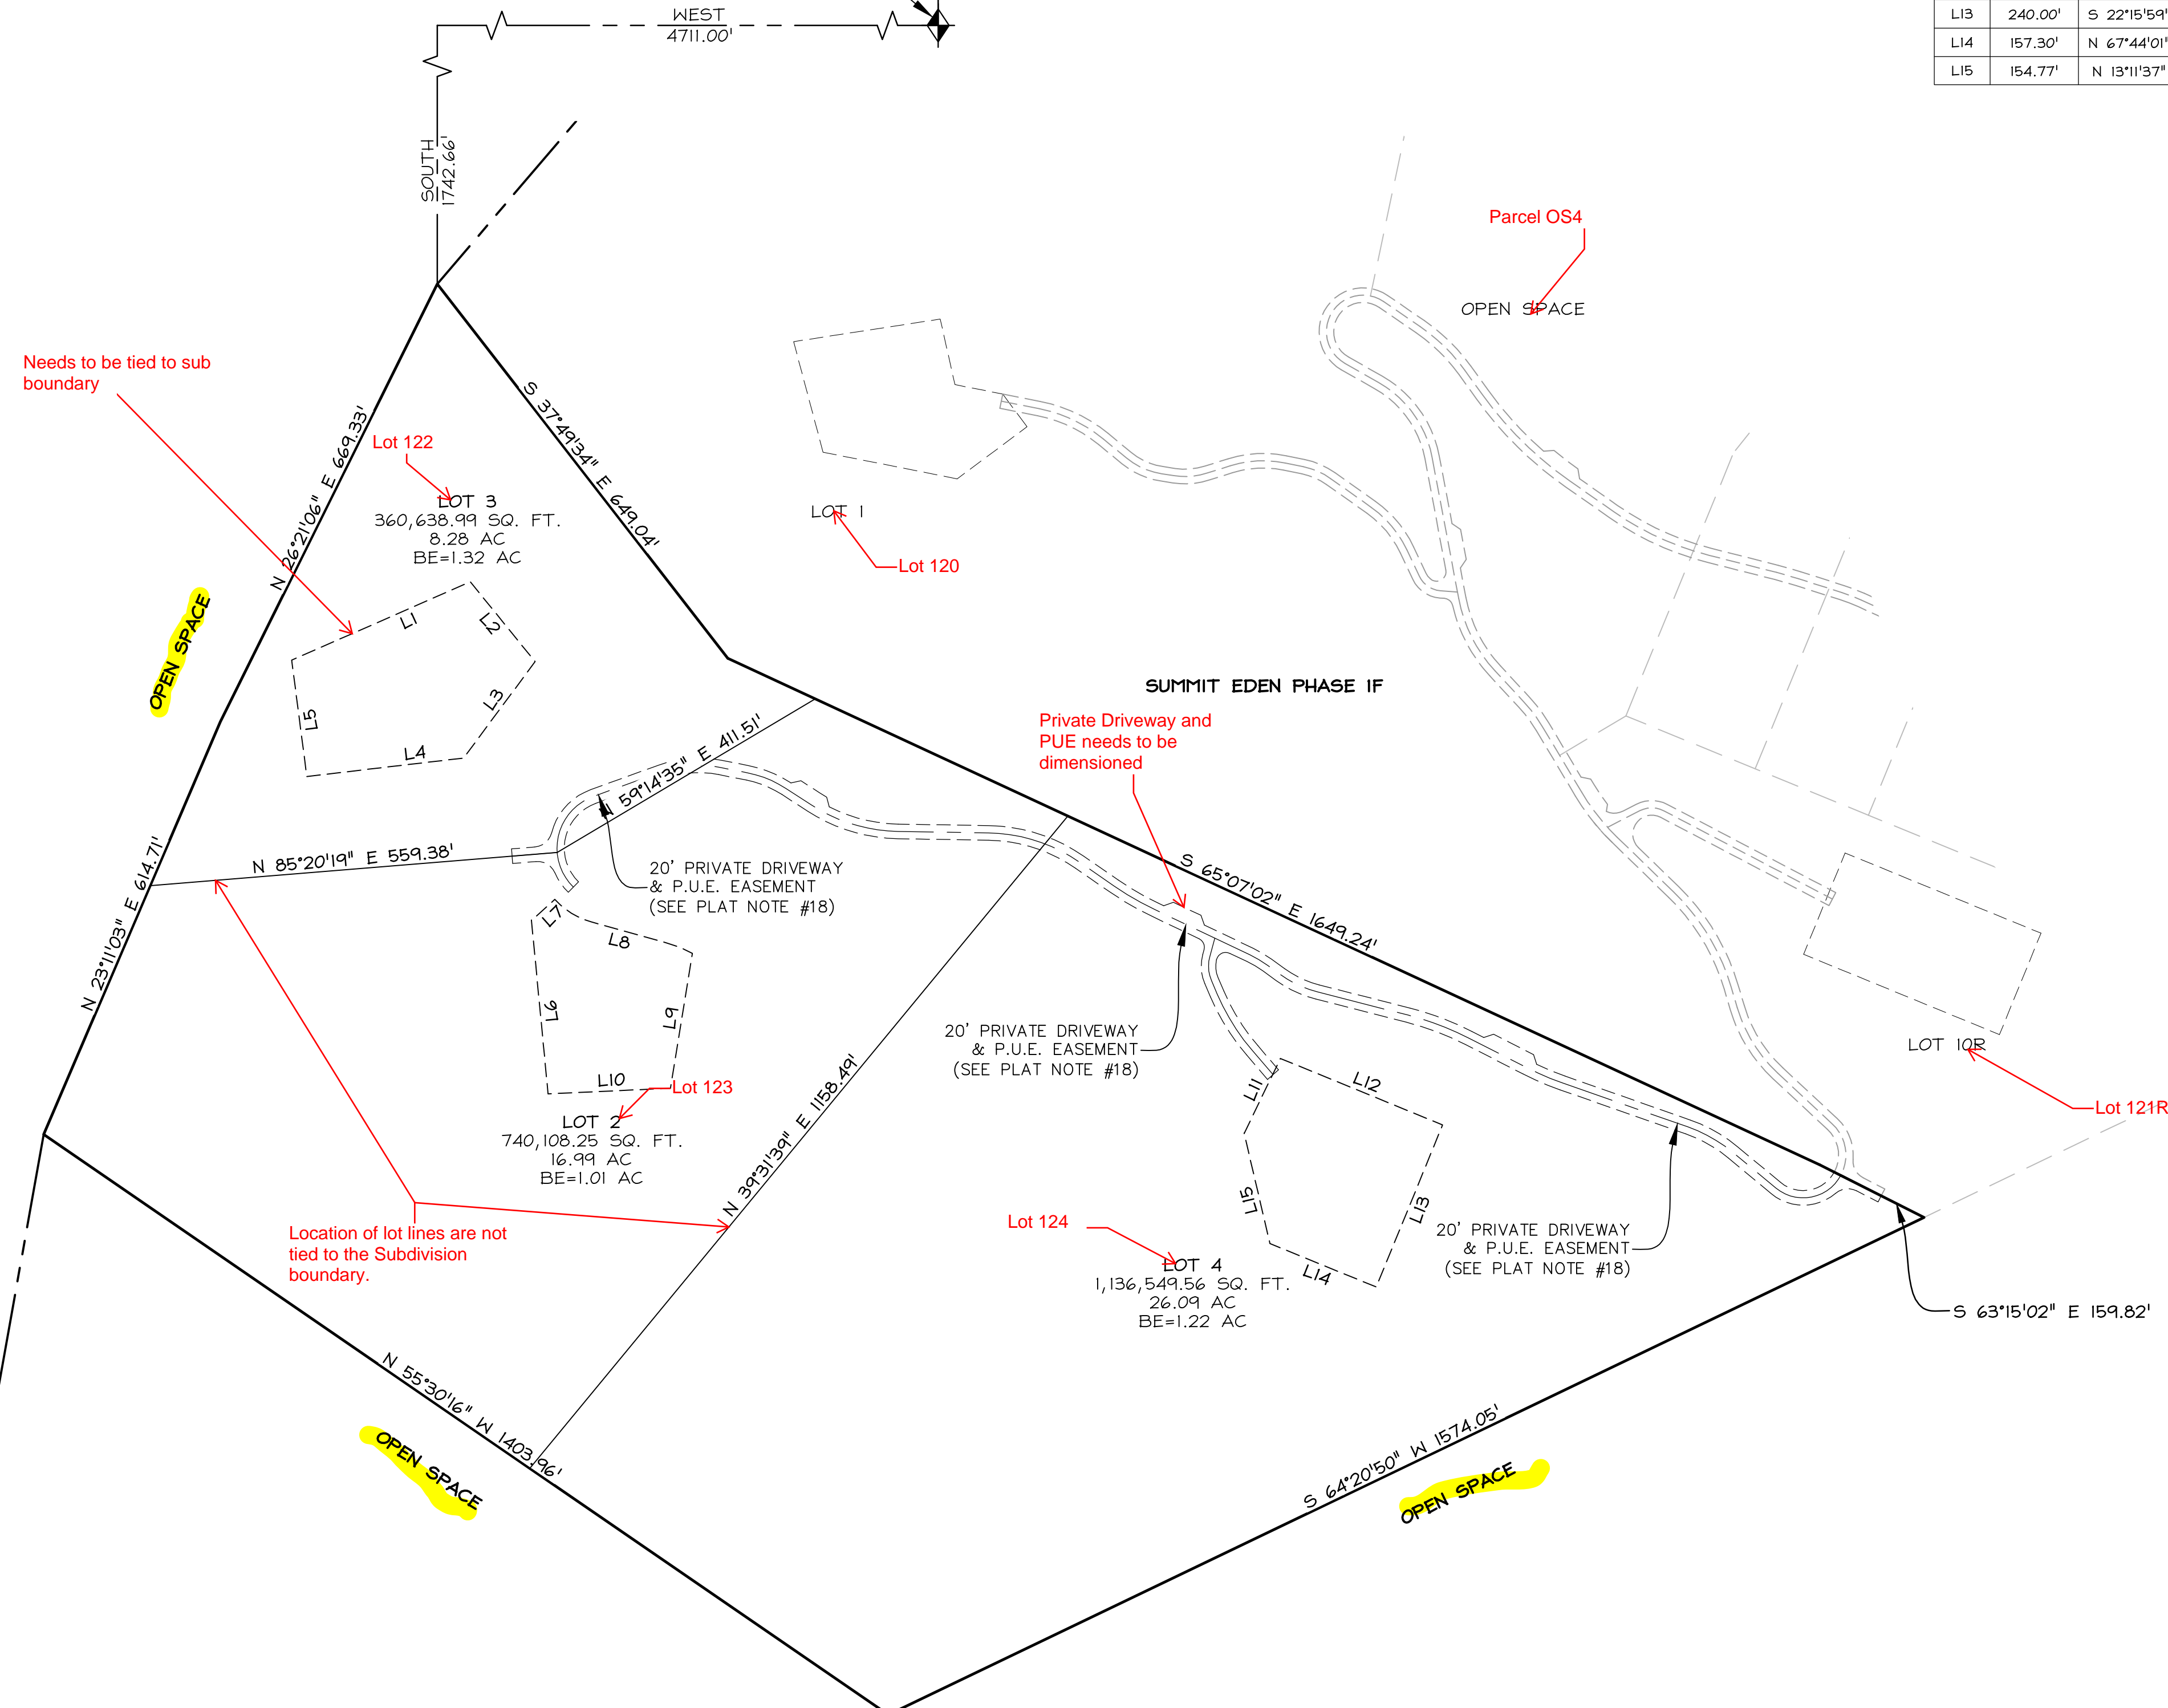 WEST
4711.00'
L13 240.00' S 22°15'59"
L14 157.30' N 67°44'01"
L15 154.77' N 13°11'37"
SOUTH
1742.66'
Parcel OS4
OPEN SPACE
Needs to be tied to sub
boundary
N 26°21'06" E 669.33'
S 37°49'34" E 649.04'
Lot 122
LOT 3
360,638.99 SQ. FT.
8.28 AC
BE=1.32 AC
LOT 1
Lot 120
OPEN SPACE
L1
L2
L3
L4
L5
SUMMIT EDEN PHASE 1F
Private Driveway and
PUE needs to be
dimensioned
59°14'35" E 411.51'
N 85°20'19" E 559.38'
N 23°11'03" E 614.71'
20' PRIVATE DRIVEWAY
& P.U.E. EASEMENT
(SEE PLAT NOTE #18)
S 65°07'02" E 1649.24'
L7
L8
L6
L9
L10
Lot 123
LOT 2
740,108.25 SQ. FT.
16.99 AC
BE=1.01 AC
N 39°31'39" E 1158.49'
20' PRIVATE DRIVEWAY
& P.U.E. EASEMENT
(SEE PLAT NOTE #18)
LOT 10R
Lot 121R
L11
L12
L13
L14
L15
Location of lot lines are not
tied to the Subdivision
boundary.
Lot 124
LOT 4
1,136,549.56 SQ. FT.
26.09 AC
BE=1.22 AC
20' PRIVATE DRIVEWAY
& P.U.E. EASEMENT
(SEE PLAT NOTE #18)
S 63°15'02" E 159.82'
N 55°30'16" W 1403.96'
OPEN SPACE
S 64°20'50" W 1574.05'
OPEN SPACE